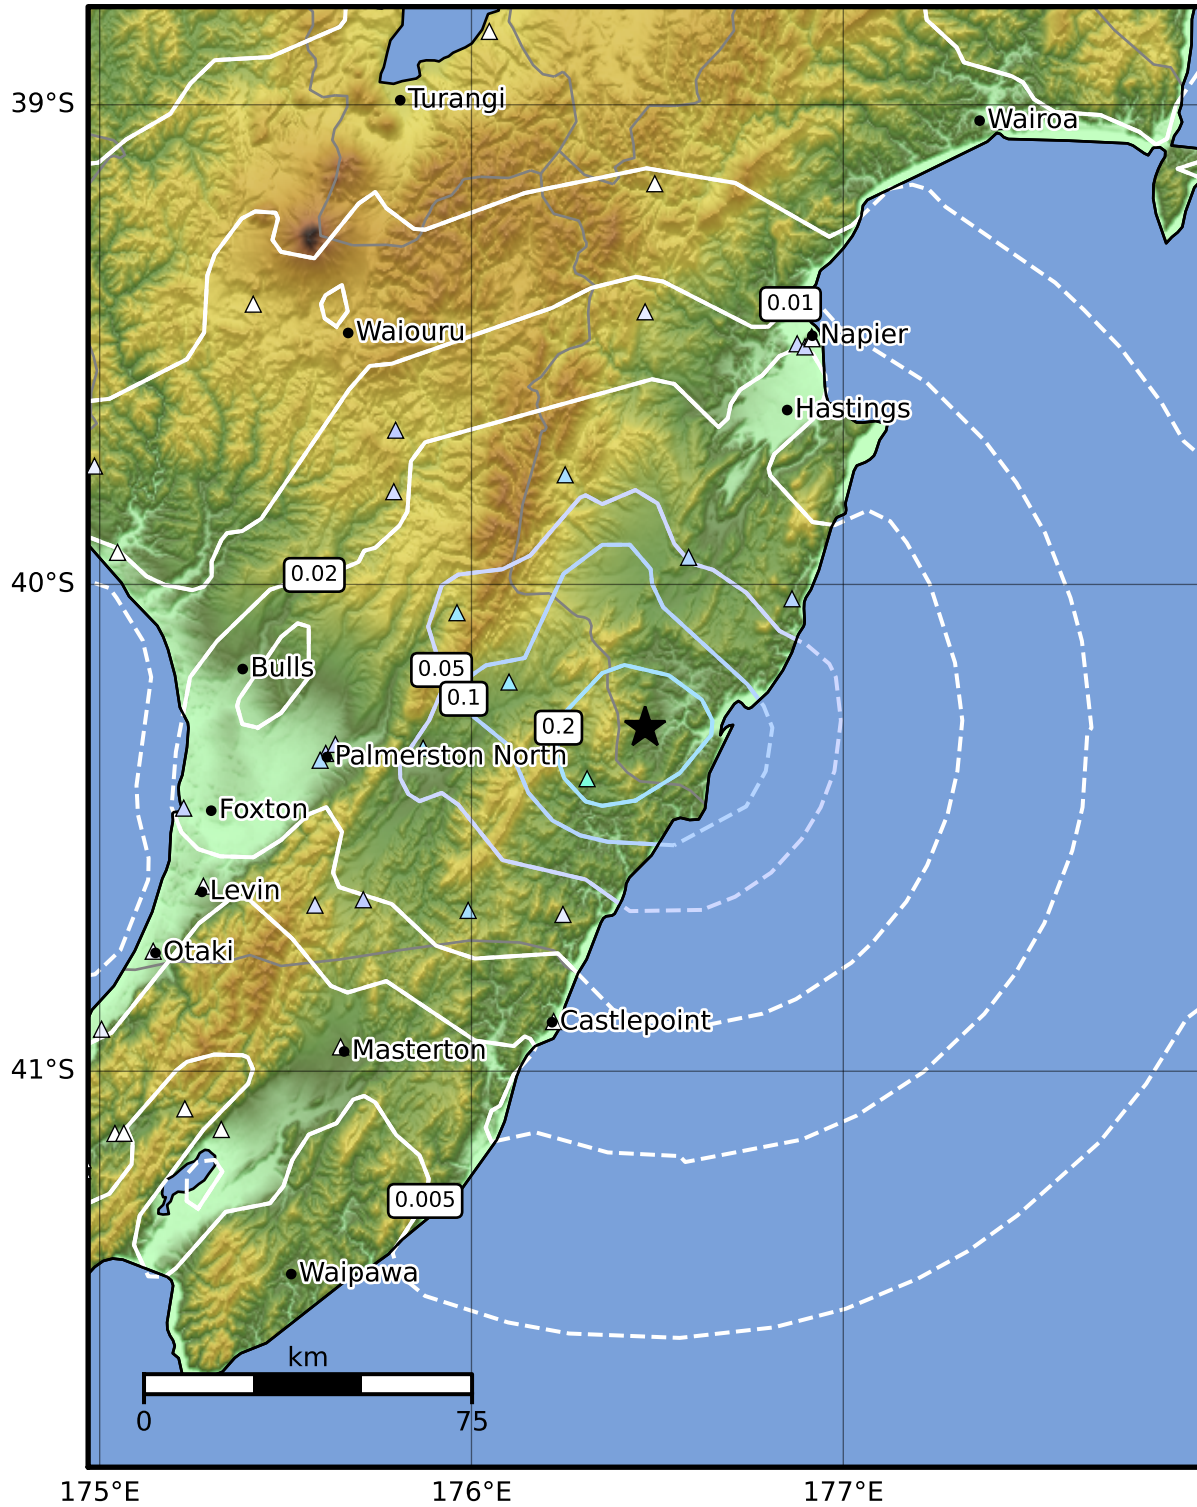 Turangi
39°S
Wairoa
0.01
Waiouru
Napier
Hastings
0.02
40°S
Bulls
0.05
0.1
0.2
Palmerston North
Foxton
Levin
Otaki
Castlepoint
Masterton
41°S
0.005
Waipawa
km
0
75
175°E
176°E
177°E